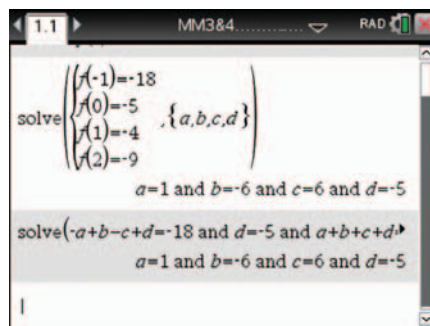 1.1 MM3&4............. RAD
f(-1)=-18
f(0)=-5
solve ,{a,b,c,d}
f(1)=-4
f(2)=-9
a=1 and b=-6 and c=6 and d=-5
solve(-a+b-c+d=-18 and d=-5 and a+b+c+d
a=1 and b=-6 and c=6 and d=-5